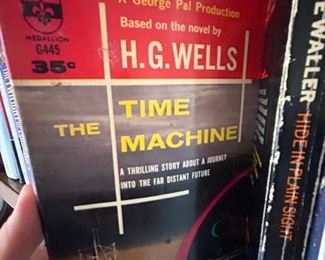 MEDALLION
G445
35c
A George Pal Production
Based on the novel by
H.G. WELLS
THE TIME
MACHINE
A THRILLING STORY ABOUT A JOURNEY
INTO THE FAR DISTANT FUTURE
E WALLER
HIDE IN PLAIN SIGHT